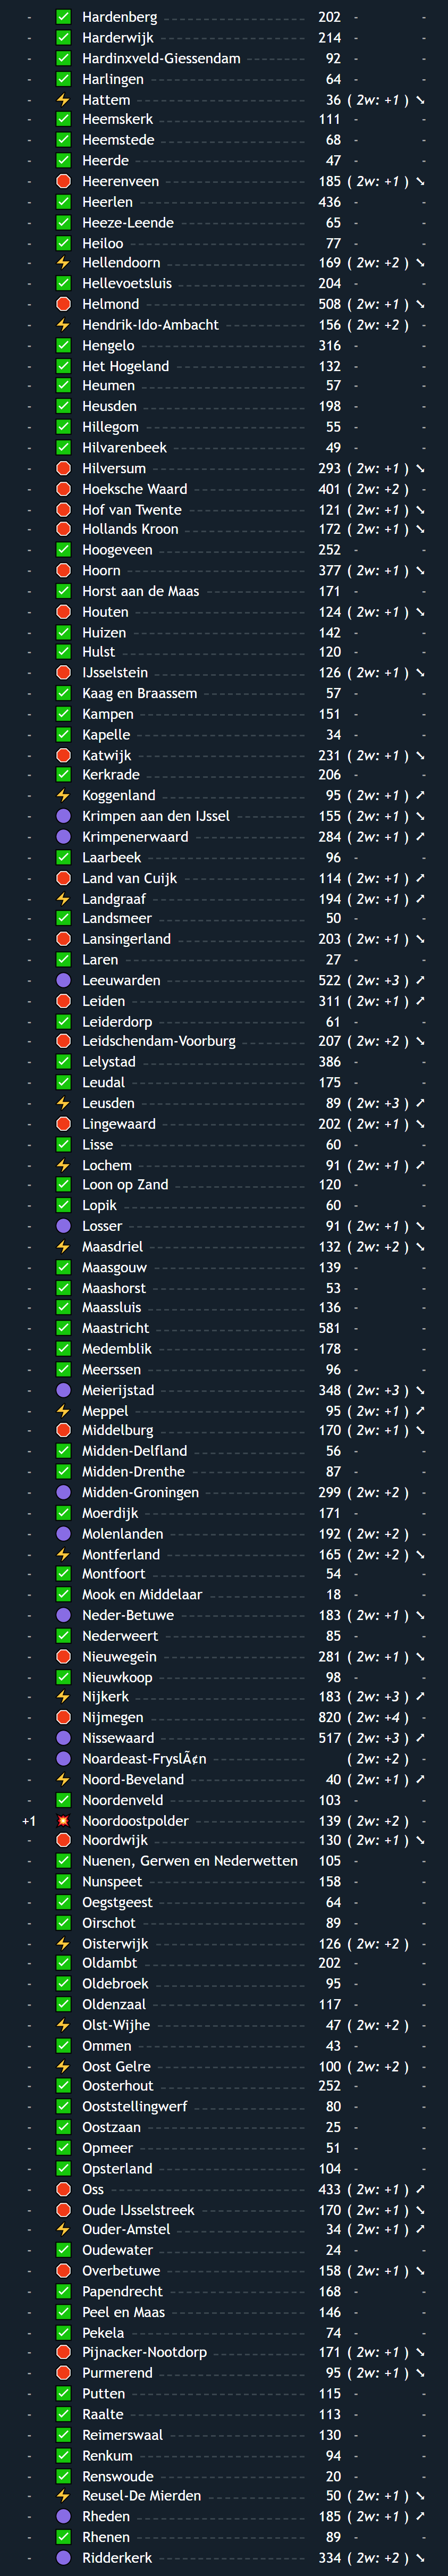 - ✅ Hardenberg 202 - -
- ✅ Harderwijk 214 - -
- ✅ Hardinxveld-Giessendam 92 - -
- ✅ Harlingen 64 - -
- ⚡ Hattem 36 ( 2w: +1 ) ➘
- ✅ Heemskerk 111 - -
- ✅ Heemstede 68 - -
- ✅ Heerde 47 - -
- 🛑 Heerenveen 185 ( 2w: +1 ) ➘
- ✅ Heerlen 436 - -
- ✅ Heeze-Leende 65 - -
- ✅ Heiloo 77 - -
- ⚡ Hellendoorn 169 ( 2w: +2 ) ➘
- ✅ Hellevoetsluis 204 - -
- 🛑 Helmond 508 ( 2w: +1 ) ➘
- ⚡ Hendrik-Ido-Ambacht 156 ( 2w: +2 ) -
- ✅ Hengelo 316 - -
- ✅ Het Hogeland 132 - -
- ✅ Heumen 57 - -
- ✅ Heusden 198 - -
- ✅ Hillegom 55 - -
- ✅ Hilvarenbeek 49 - -
- 🛑 Hilversum 293 ( 2w: +1 ) ➘
- 🛑 Hoeksche Waard 401 ( 2w: +2 ) -
- 🛑 Hof van Twente 121 ( 2w: +1 ) ➘
- 🛑 Hollands Kroon 172 ( 2w: +1 ) ➘
- ✅ Hoogeveen 252 - -
- 🛑 Hoorn 377 ( 2w: +1 ) ➘
- ✅ Horst aan de Maas 171 - -
- 🛑 Houten 124 ( 2w: +1 ) ➘
- ✅ Huizen 142 - -
- ✅ Hulst 120 - -
- 🛑 IJsselstein 126 ( 2w: +1 ) ➘
- ✅ Kaag en Braassem 57 - -
- ✅ Kampen 151 - -
- ✅ Kapelle 34 - -
- 🛑 Katwijk 231 ( 2w: +1 ) ➘
- ✅ Kerkrade 206 - -
- ⚡ Koggenland 95 ( 2w: +1 ) ➚
- 🟣 Krimpen aan den IJssel 155 ( 2w: +1 ) ➘
- 🟣 Krimpenerwaard 284 ( 2w: +1 ) ➚
- ✅ Laarbeek 96 - -
- 🛑 Land van Cuijk 114 ( 2w: +1 ) ➚
- ⚡ Landgraaf 194 ( 2w: +1 ) ➚
- ✅ Landsmeer 50 - -
- 🛑 Lansingerland 203 ( 2w: +1 ) ➘
- ✅ Laren 27 - -
- 🟣 Leeuwarden 522 ( 2w: +3 ) ➚
- 🛑 Leiden 311 ( 2w: +1 ) ➚
- ✅ Leiderdorp 61 - -
- 🛑 Leidschendam-Voorburg 207 ( 2w: +2 ) ➘
- ✅ Lelystad 386 - -
- ✅ Leudal 175 - -
- ⚡ Leusden 89 ( 2w: +3 ) ➚
- 🛑 Lingewaard 202 ( 2w: +1 ) ➘
- ✅ Lisse 60 - -
- ⚡ Lochem 91 ( 2w: +1 ) ➚
- ✅ Loon op Zand 120 - -
- ✅ Lopik 60 - -
- 🟣 Losser 91 ( 2w: +1 ) ➘
- ⚡ Maasdriel 132 ( 2w: +2 ) ➘
- ✅ Maasgouw 139 - -
- ✅ Maashorst 53 - -
- ✅ Maassluis 136 - -
- ✅ Maastricht 581 - -
- ✅ Medemblik 178 - -
- ✅ Meerssen 96 - -
- 🟣 Meierijstad 348 ( 2w: +3 ) ➘
- ⚡ Meppel 95 ( 2w: +1 ) ➚
- 🛑 Middelburg 170 ( 2w: +1 ) ➘
- ✅ Midden-Delfland 56 - -
- ✅ Midden-Drenthe 87 - -
- 🟣 Midden-Groningen 299 ( 2w: +2 ) -
- ✅ Moerdijk 171 - -
- 🟣 Molenlanden 192 ( 2w: +2 ) -
- ⚡ Montferland 165 ( 2w: +2 ) ➘
- ✅ Montfoort 54 - -
- ✅ Mook en Middelaar 18 - -
- 🟣 Neder-Betuwe 183 ( 2w: +1 ) ➘
- ✅ Nederweert 85 - -
- 🛑 Nieuwegein 281 ( 2w: +1 ) ➘
- ✅ Nieuwkoop 98 - -
- ⚡ Nijkerk 183 ( 2w: +3 ) ➚
- 🛑 Nijmegen 820 ( 2w: +4 ) -
- 🟣 Nissewaard 517 ( 2w: +3 ) ➚
- 🟣 Noardeast-FryslÃ¢n ( 2w: +2 ) -
- ⚡ Noord-Beveland 40 ( 2w: +1 ) ➚
- ✅ Noordenveld 103 - -
+1 💥 Noordoostpolder 139 ( 2w: +2 ) -
- 🛑 Noordwijk 130 ( 2w: +1 ) ➘
- ✅ Nuenen, Gerwen en Nederwetten 105 - -
- ✅ Nunspeet 158 - -
- ✅ Oegstgeest 64 - -
- ✅ Oirschot 89 - -
- ⚡ Oisterwijk 126 ( 2w: +2 ) -
- ✅ Oldambt 202 - -
- ✅ Oldebroek 95 - -
- ✅ Oldenzaal 117 - -
- ⚡ Olst-Wijhe 47 ( 2w: +2 ) -
- ✅ Ommen 43 - -
- ⚡ Oost Gelre 100 ( 2w: +2 ) -
- ✅ Oosterhout 252 - -
- ✅ Ooststellingwerf 80 - -
- ✅ Oostzaan 25 - -
- ✅ Opmeer 51 - -
- ✅ Opsterland 104 - -
- 🛑 Oss 433 ( 2w: +1 ) ➚
- 🛑 Oude IJsselstreek 170 ( 2w: +1 ) ➘
- ⚡ Ouder-Amstel 34 ( 2w: +1 ) ➚
- ✅ Oudewater 24 - -
- 🛑 Overbetuwe 158 ( 2w: +1 ) ➘
- ✅ Papendrecht 168 - -
- ✅ Peel en Maas 146 - -
- ✅ Pekela 74 - -
- 🛑 Pijnacker-Nootdorp 171 ( 2w: +1 ) ➘
- 🛑 Purmerend 95 ( 2w: +1 ) ➘
- ✅ Putten 115 - -
- ✅ Raalte 113 - -
- ✅ Reimerswaal 130 - -
- ✅ Renkum 94 - -
- ✅ Renswoude 20 - -
- ⚡ Reusel-De Mierden 50 ( 2w: +1 ) ➘
- 🟣 Rheden 185 ( 2w: +1 ) ➚
- ✅ Rhenen 89 - -
- 🟣 Ridderkerk 334 ( 2w: +2 ) ➘